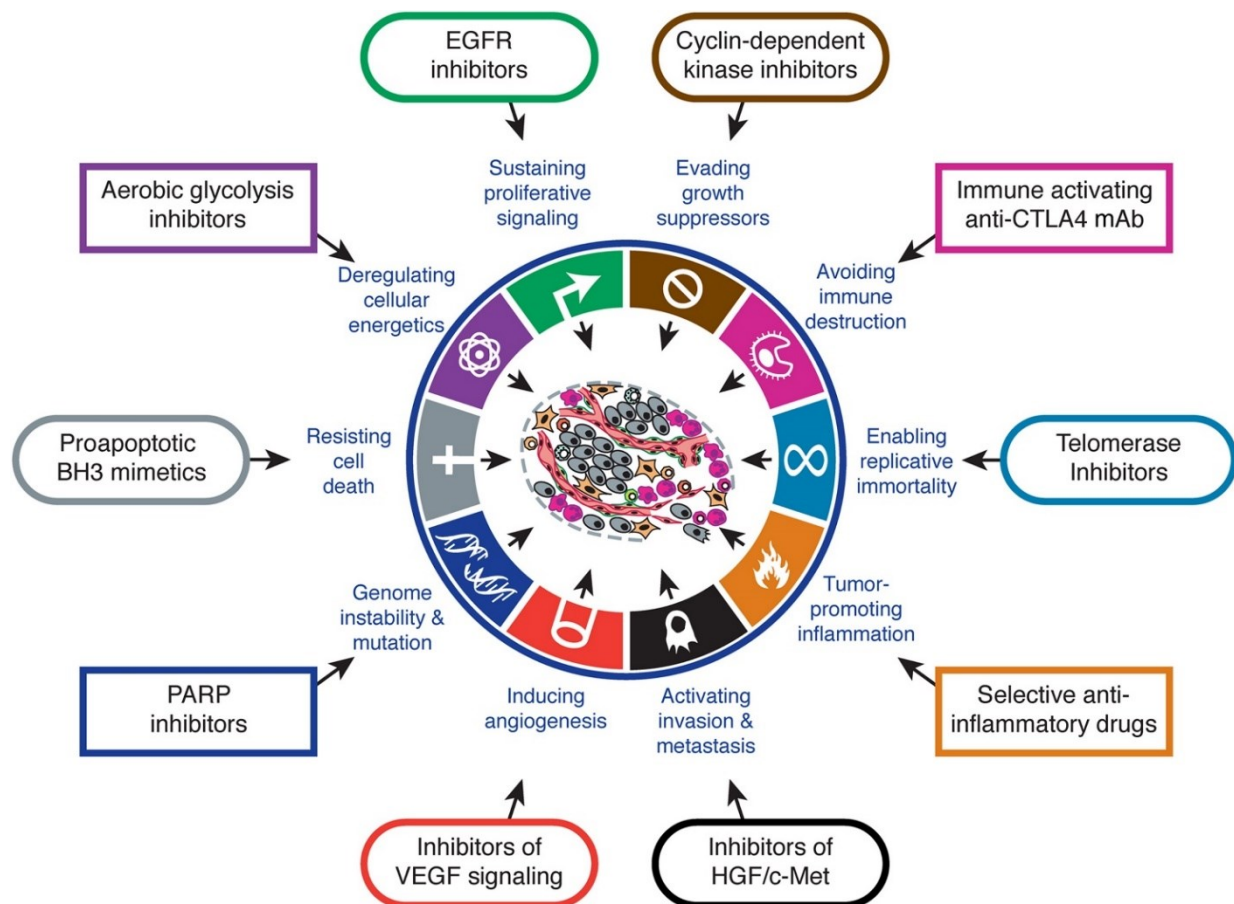 EGFR
inhibitors
Cyclin-dependent
kinase inhibitors
Sustaining
proliferative
signaling
Evading
growth
suppressors
Aerobic glycolysis
inhibitors
Immune activating
anti-CTLA4 mAb
Deregulating
cellular
energetics
Avoiding
immune
destruction
Proapoptotic
BH3 mimetics
Resisting
cell
death
Enabling
replicative
immortality
Telomerase
Inhibitors
Genome
instability &
mutation
Tumor-
promoting
inflammation
PARP
inhibitors
Inducing
angiogenesis
Activating
invasion &
metastasis
Selective anti-
inflammatory drugs
Inhibitors of
VEGF signaling
Inhibitors of
HGF/c-Met